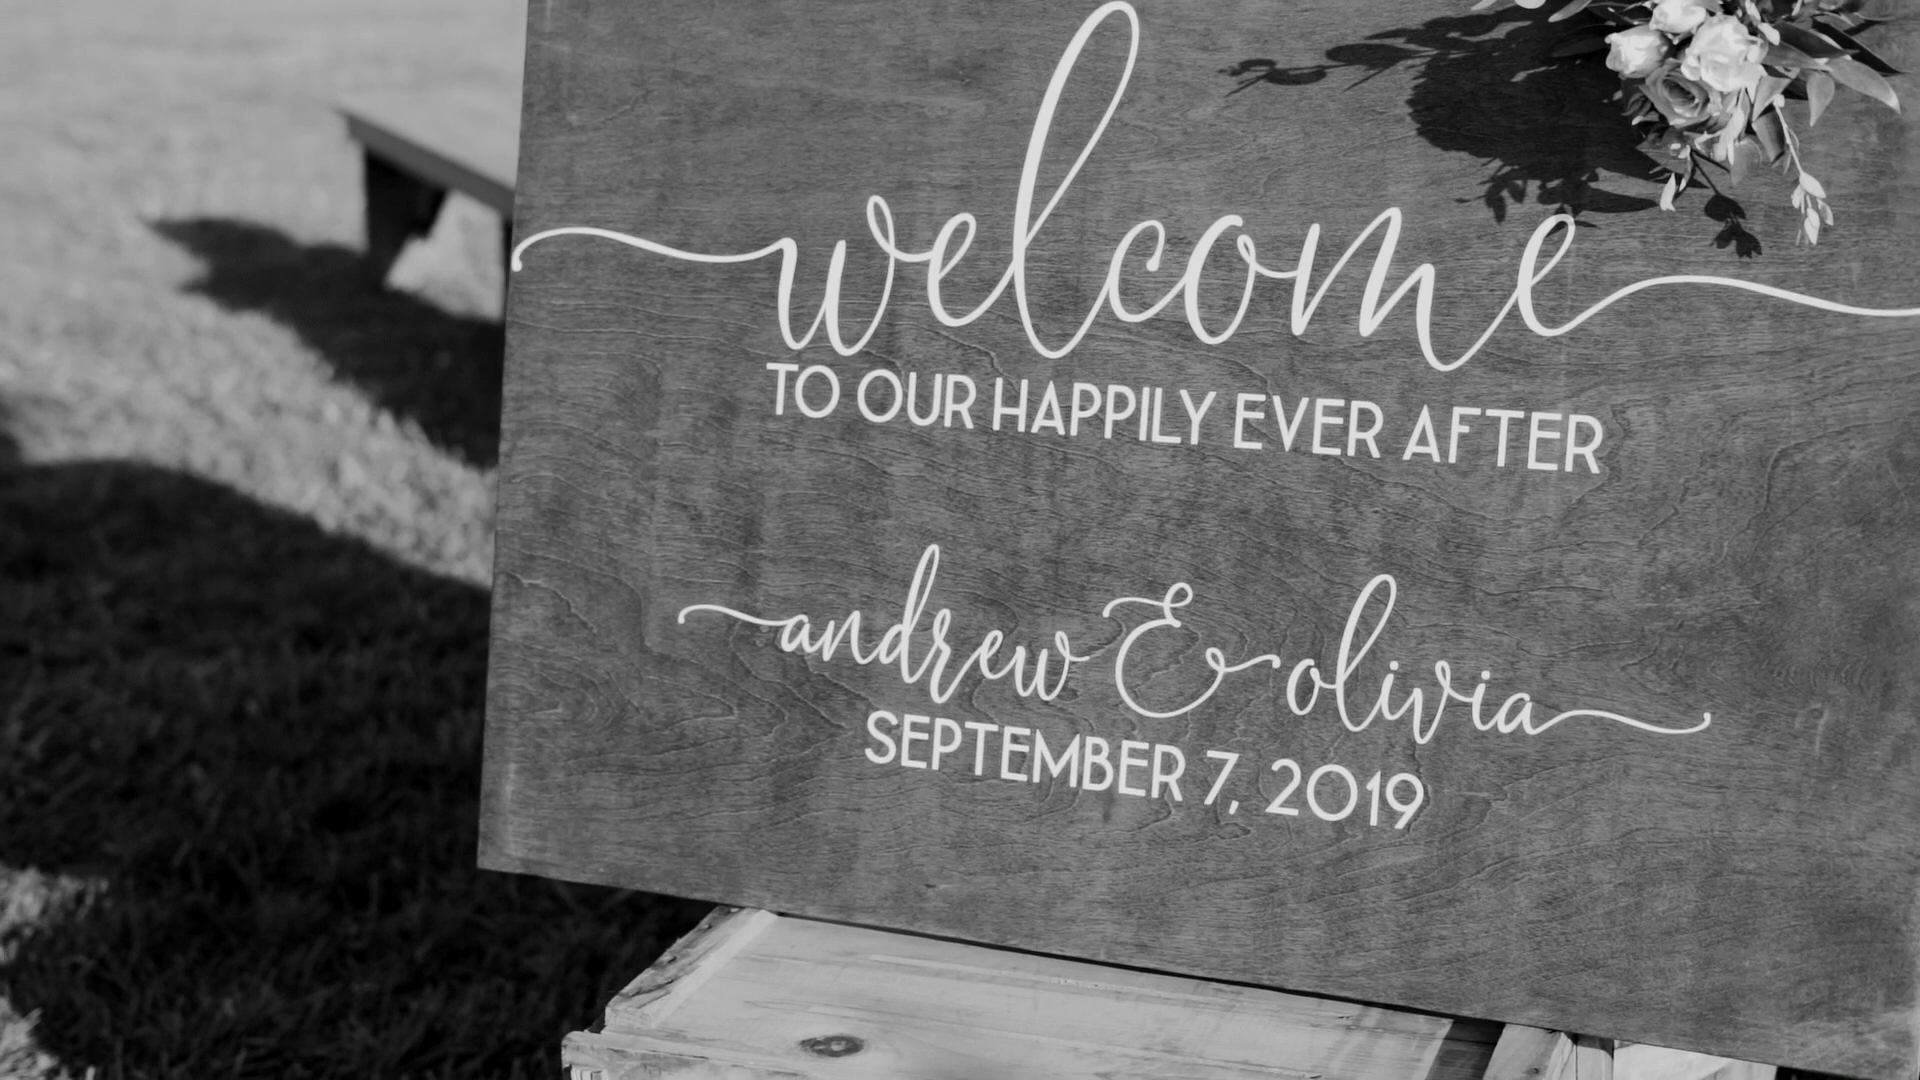 welcome
TO OUR HAPPILY EVER AFTER
andrew & olivia
SEPTEMBER 7, 2019